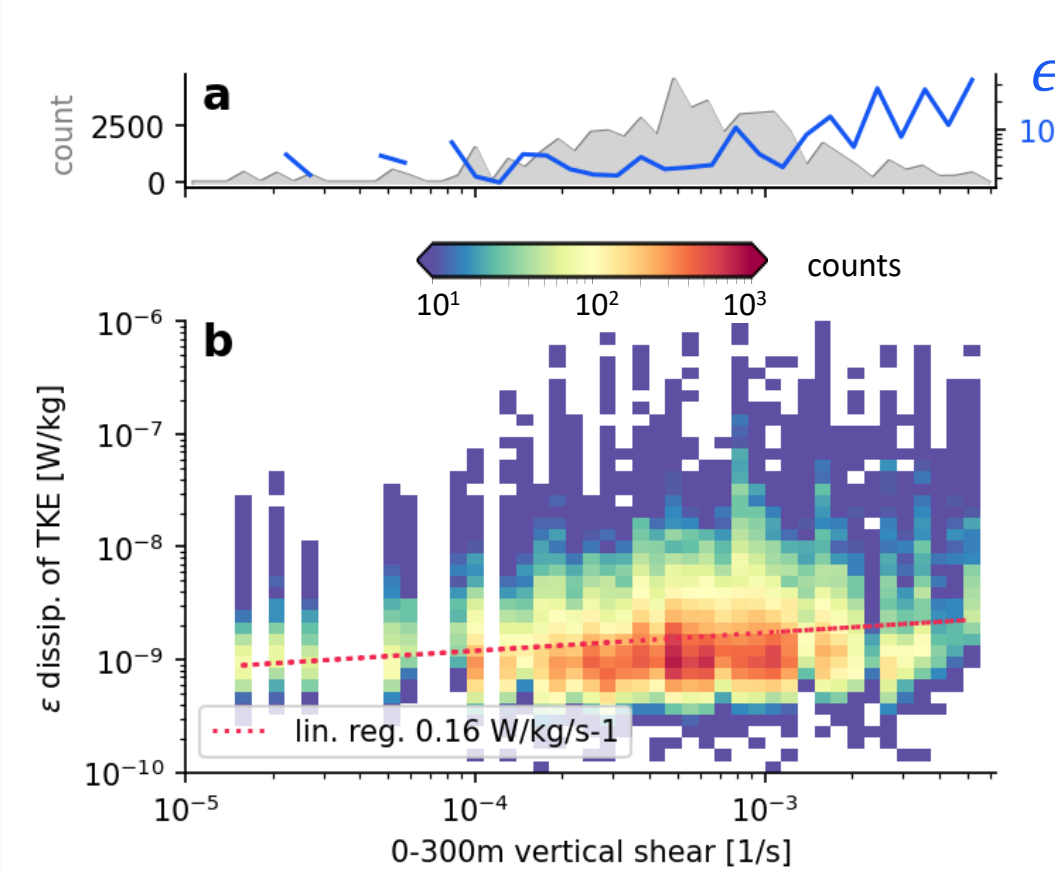 a
ϵ
count
2500
0
10
counts
10¹ 10² 10³
b
10⁻⁶
10⁻⁷
10⁻⁸
10⁻⁹
10⁻¹⁰
ε dissip. of TKE [W/kg]
lin. reg. 0.16 W/kg/s-1
10⁻⁵ 10⁻⁴ 10⁻³
0-300m vertical shear [1/s]